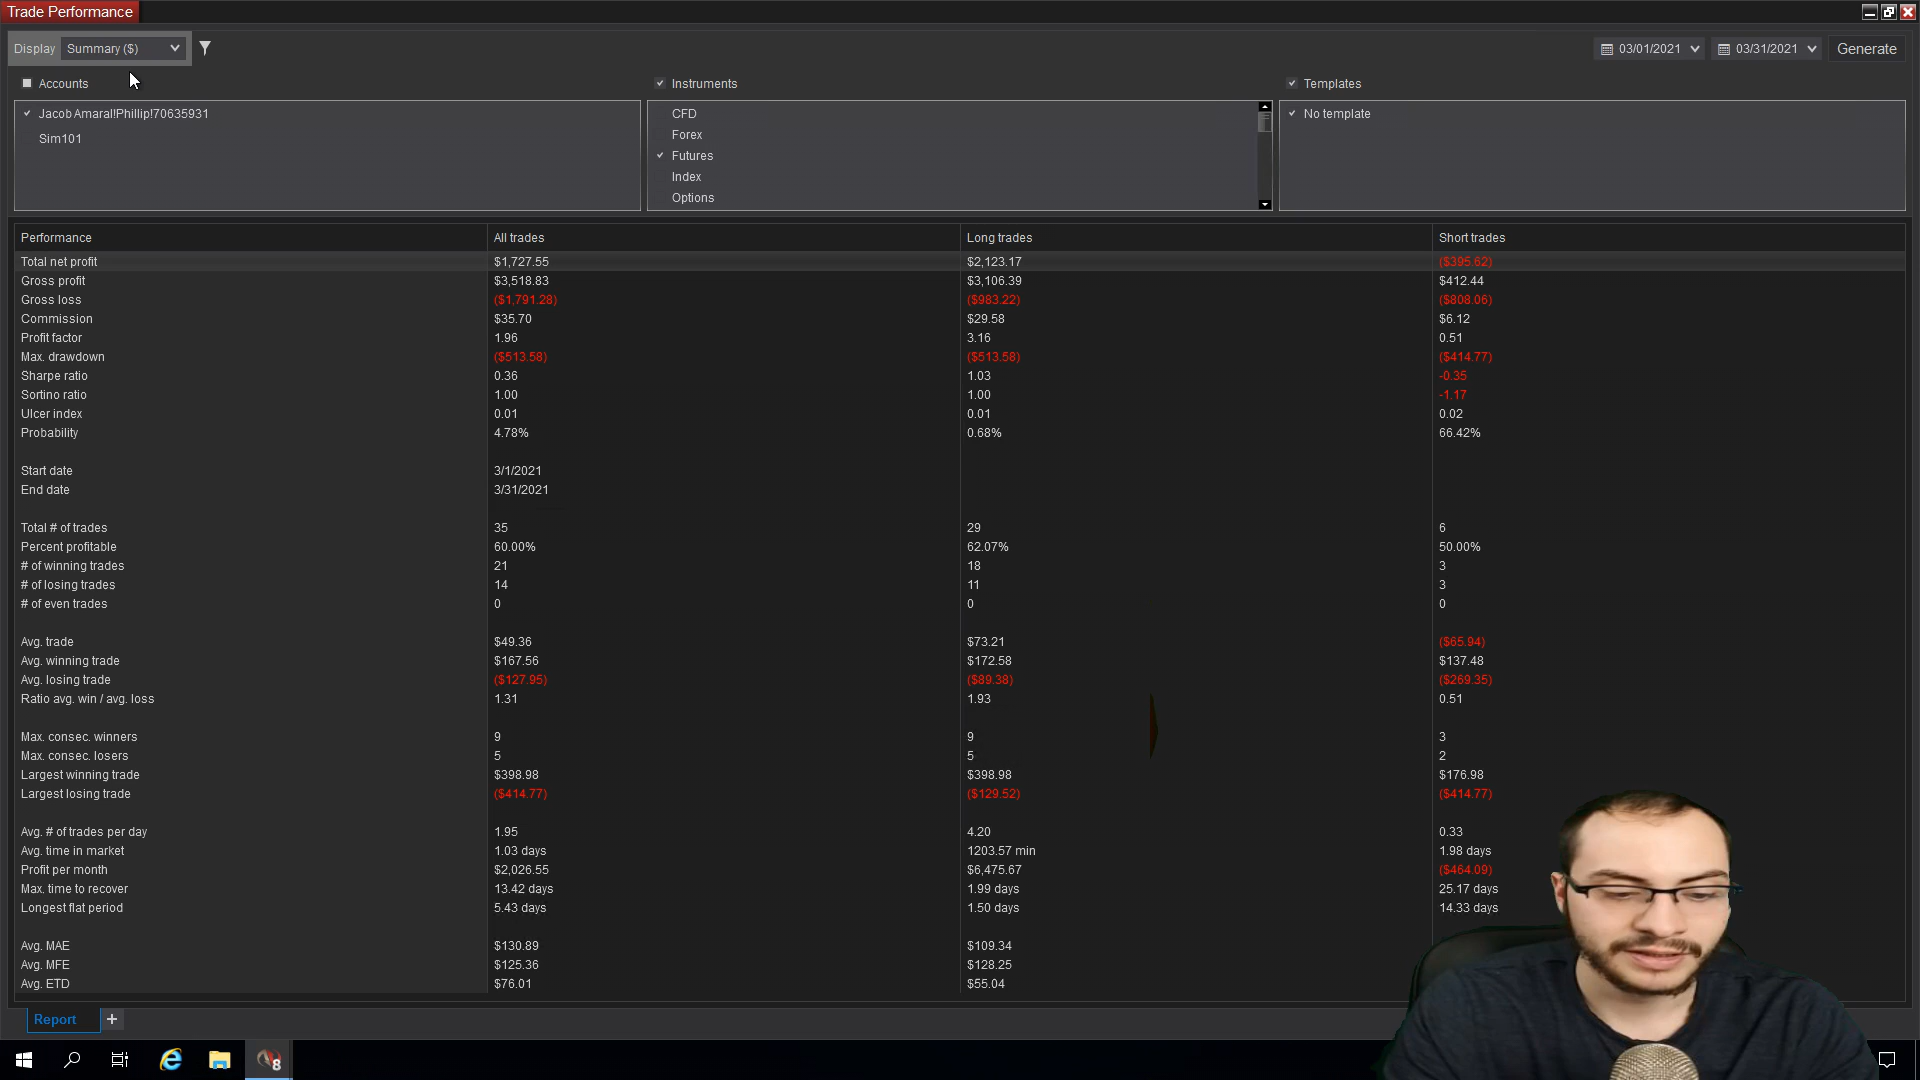 Trade Performance
Display Summary ($) 03/01/2021 03/31/2021 Generate
Accounts Instruments Templates
Jacob Amaral!Phillip!70635931 CFD No template
Sim101 Forex
Futures
Index
Options
Performance All trades Long trades Short trades
Total net profit $1,727.55 $2,123.17 ($395.62)
Gross profit $3,518.83 $3,106.39 $412.44
Gross loss ($1,791.28) ($983.22) ($808.06)
Commission $35.70 $29.58 $6.12
Profit factor 1.96 3.16 0.51
Max. drawdown ($513.58) ($513.58) ($414.77)
Sharpe ratio 0.36 1.03 -0.35
Sortino ratio 1.00 1.00 -1.17
Ulcer index 0.01 0.01 0.02
Probability 4.78% 0.68% 66.42%
Start date 3/1/2021
End date 3/31/2021
Total # of trades 35 29 6
Percent profitable 60.00% 62.07% 50.00%
# of winning trades 21 18 3
# of losing trades 14 11 3
# of even trades 0 0 0
Avg. trade $49.36 $73.21 ($65.94)
Avg. winning trade $167.56 $172.58 $137.48
Avg. losing trade ($127.95) ($89.38) ($269.35)
Ratio avg. win / avg. loss 1.31 1.93 0.51
Max. consec. winners 9 9 3
Max. consec. losers 5 5 2
Largest winning trade $398.98 $398.98 $176.98
Largest losing trade ($414.77) ($129.52) ($414.77)
Avg. # of trades per day 1.95 4.20 0.33
Avg. time in market 1.03 days 1203.57 min 1.98 days
Profit per month $2,026.55 $6,475.67 ($464.09)
Max. time to recover 13.42 days 1.99 days 25.17 days
Longest flat period 5.43 days 1.50 days 14.33 days
Avg. MAE $130.89 $109.34
Avg. MFE $125.36 $128.25
Avg. ETD $76.01 $55.04
Report +
8